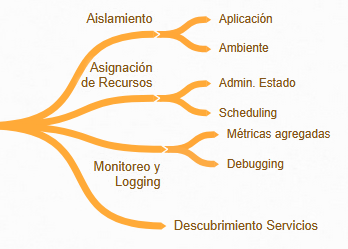 Aislamiento
Aplicación
Ambiente
Asignación
de Recursos
Admin. Estado
Scheduling
Monitoreo y
Logging
Métricas agregadas
Debugging
Descubrimiento Servicios